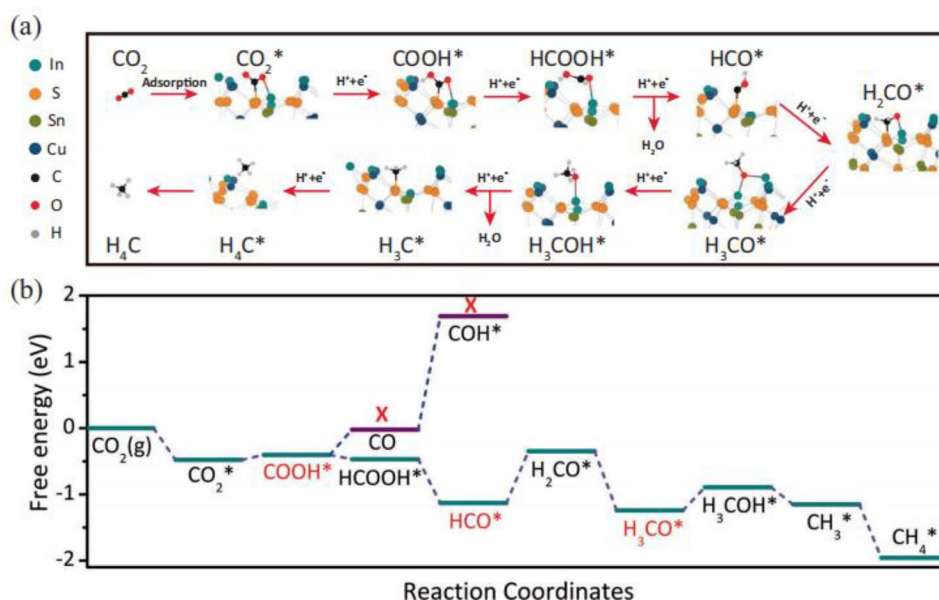 (a)
In
S
Sn
Cu
C
O
H
CO₂
CO₂*
COOH*
HCOOH*
HCO*
H₂CO*
Adsorption
H⁺+e⁻
H⁺+e⁻
H⁺+e⁻
H₂O
H⁺+e⁻
H⁺+e⁻
H⁺+e⁻
H⁺+e⁻
H₂O
H⁺+e⁻
H₄C
H₄C*
H₃C*
H₃COH*
H₃CO*
(b)
Free energy (eV)
2
1
0
-1
-2
CO₂(g)
CO₂*
COOH*
X
CO
HCOOH*
X
COH*
HCO*
H₂CO*
H₃CO*
H₃COH*
CH₃*
CH₄*
Reaction Coordinates